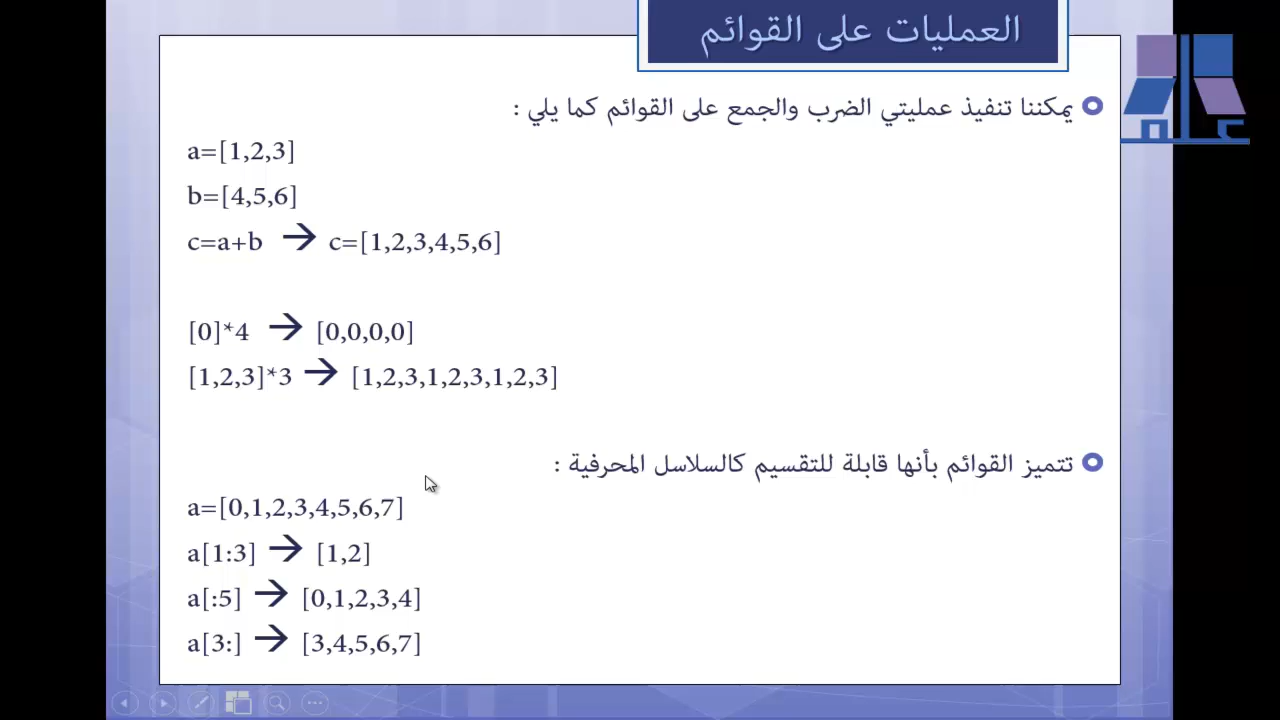 العمليات على القوائم
يمكننا تنفيذ عمليتي الضرب والجمع على القوائم كما يلي :
a=[1,2,3]
b=[4,5,6]
c=a+b → c=[1,2,3,4,5,6]
[0]*4 → [0,0,0,0]
[1,2,3]*3 → [1,2,3,1,2,3,1,2,3]
تتميز القوائم بأنها قابلة للتقسيم كالسلاسل المحرفية :
a=[0,1,2,3,4,5,6,7]
a[1:3] → [1,2]
a[:5] → [0,1,2,3,4]
a[3:] → [3,4,5,6,7]